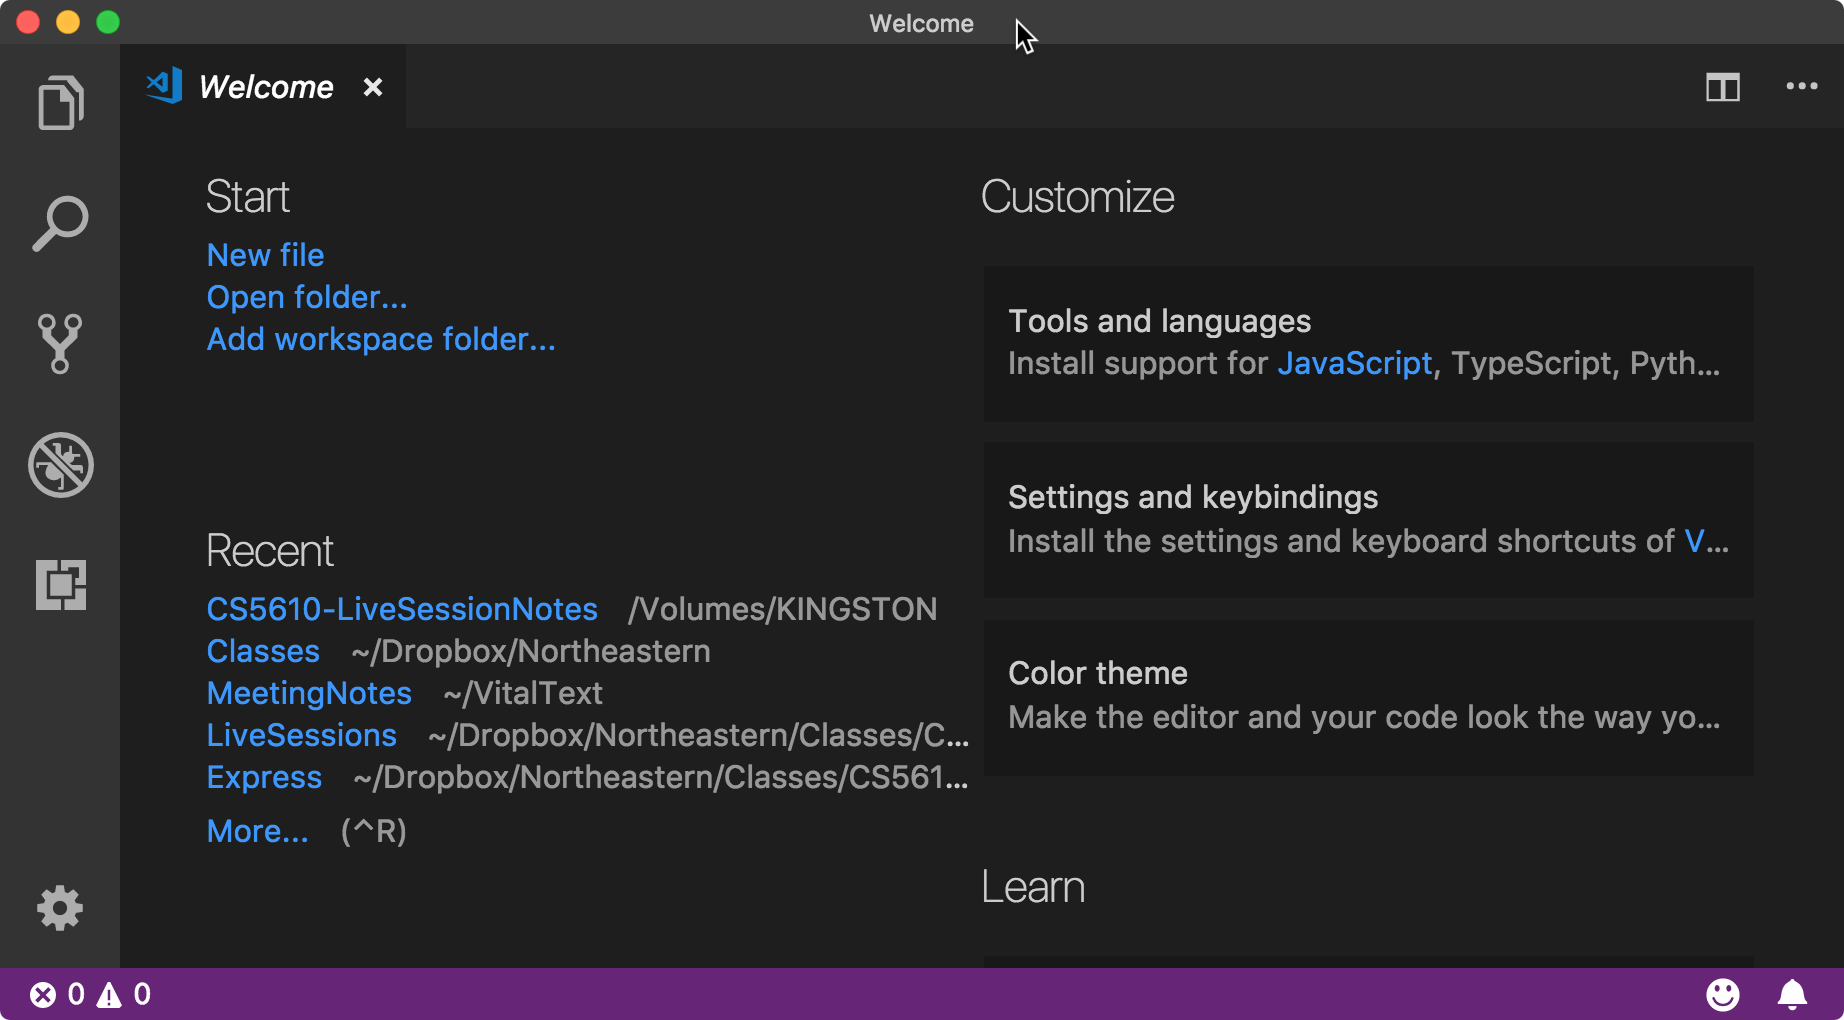 Welcome
Welcome
Start
New file
Open folder...
Add workspace folder...
Recent
CS5610-LiveSessionNotes /Volumes/KINGSTON
Classes ~/Dropbox/Northeastern
MeetingNotes ~/VitalText
LiveSessions ~/Dropbox/Northeastern/Classes/C...
Express ~/Dropbox/Northeastern/Classes/CS561...
More... (^R)
Customize
Tools and languages
Install support for JavaScript, TypeScript, Pyth...
Settings and keybindings
Install the settings and keyboard shortcuts of V...
Color theme
Make the editor and your code look the way yo...
Learn
0 0